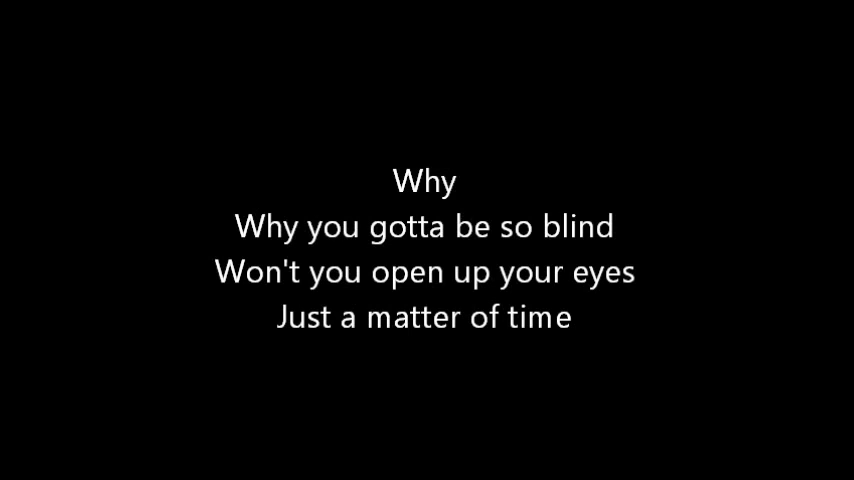 Why
Why you gotta be so blind
Won't you open up your eyes
Just a matter of time